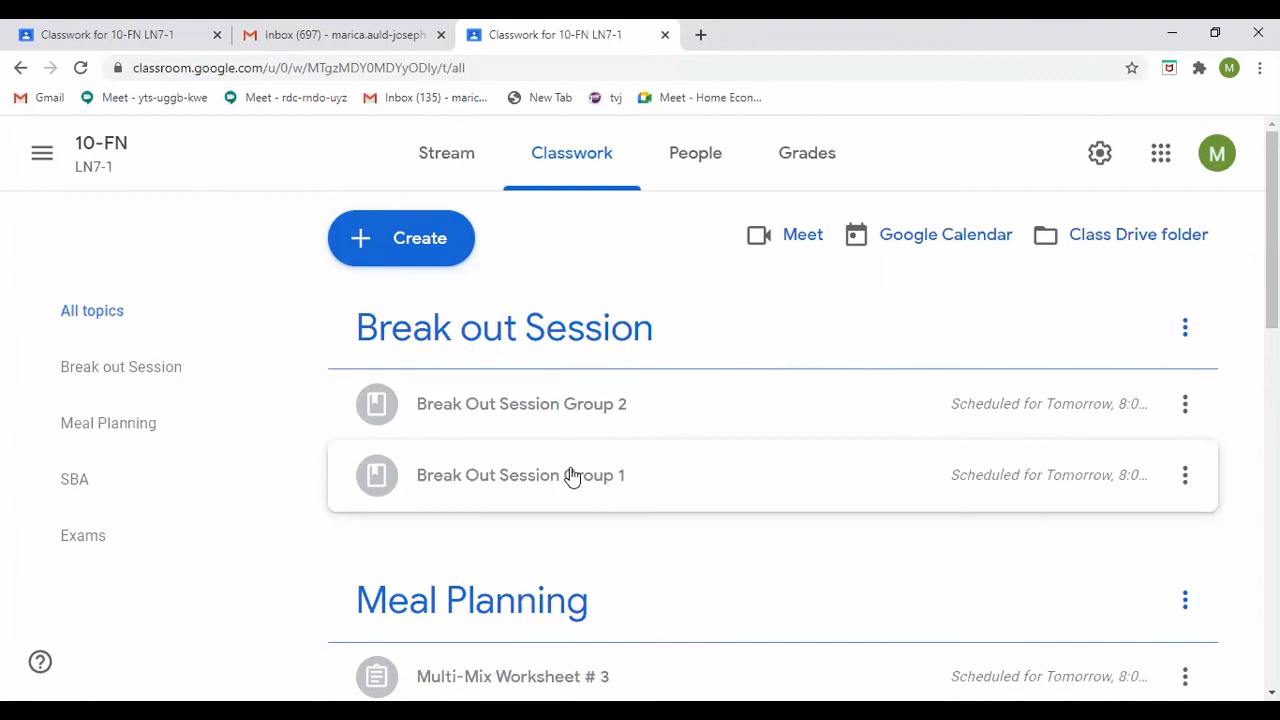 Classwork for 10-FN LN7-1
Inbox (697) - marica.auld-joseph
Classwork for 10-FN LN7-1
classroom.google.com/u/0/w/MTgzMDY0MDYyODIy/t/all
M
Gmail
Meet - yts-uggb-kwe
Meet - rdc-rndo-uyz
Inbox (135) - maric...
New Tab
tvj
Meet - Home Econ...
10-FN
LN7-1
Stream
Classwork
People
Grades
M
Create
Meet
Google Calendar
Class Drive folder
All topics
Break out Session
Meal Planning
SBA
Exams
Break out Session
Break Out Session Group 2
Scheduled for Tomorrow, 8:0...
Break Out Session Group 1
Scheduled for Tomorrow, 8:0...
Meal Planning
Multi-Mix Worksheet # 3
Scheduled for Tomorrow, 8:0...